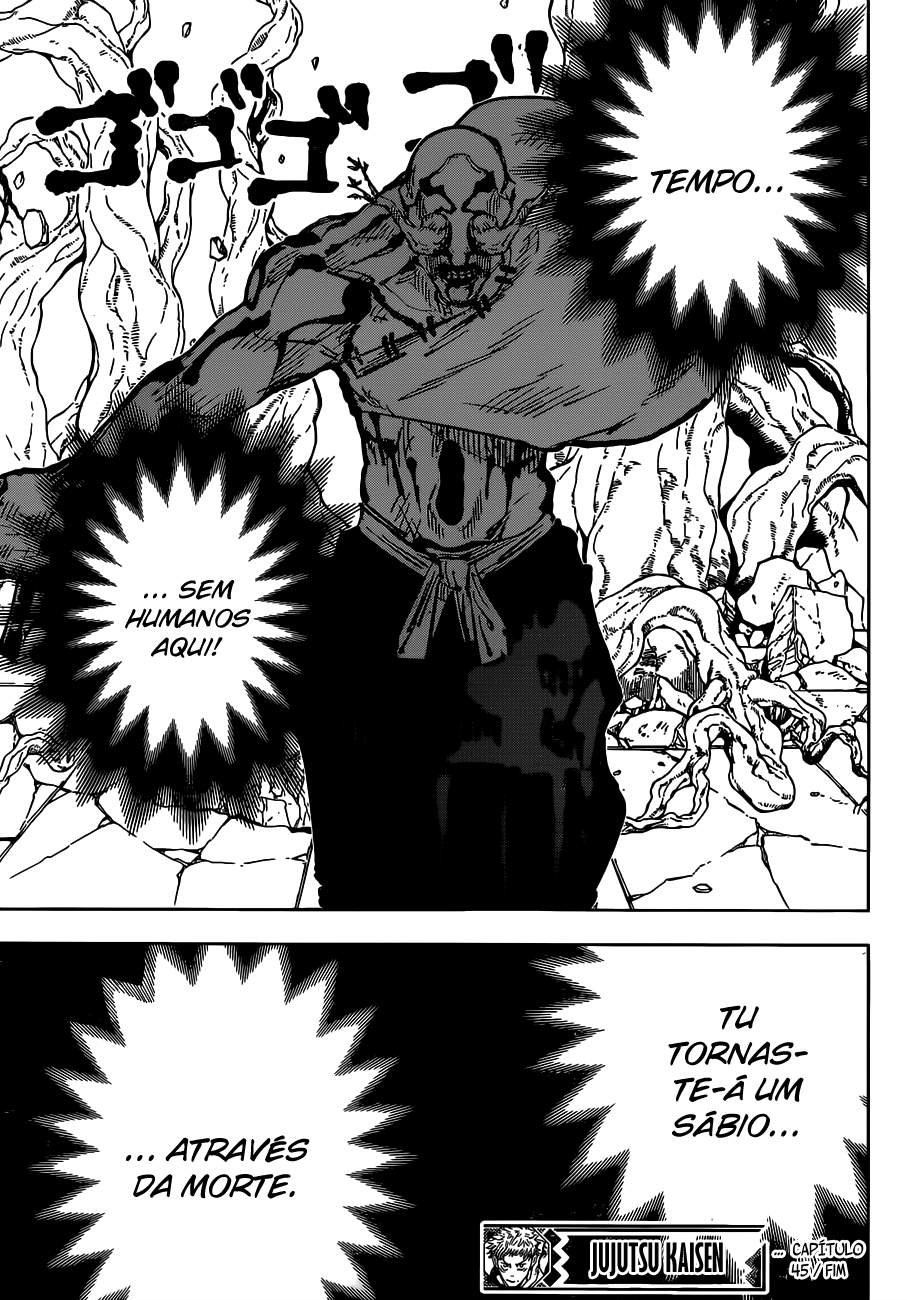 ゴゴゴゴ
TEMPO...
... SEM
HUMANOS
AQUI!
TU
TORNAS-
TE-Á UM
SÁBIO...
... ATRAVÉS
DA MORTE.
JUJUTSU KAISEN
... CAPÍTULO
45/FIM